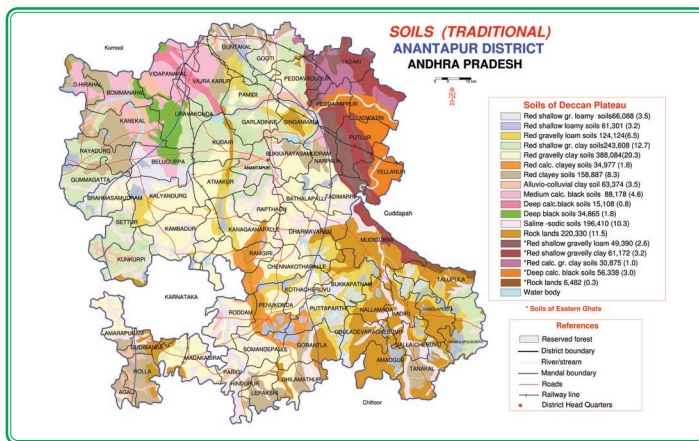 SOILS (TRADITIONAL)
ANANTAPUR DISTRICT
ANDHRA PRADESH
Kurnool
GUNTAKAL
GOOTI
YADAKI
D.HIRAHAL
VIDAPANAKAL
VAJRA KARUR
PEDDAVADUGUR
BOMMANAHAL
PAMIDI
PEDDAPAPPUR
TADPATRI
KANEKAL
URAVAKONDA
GARLADINNE
SINGANMALA
PUTLUR
RAYADURG
BELUGUPPA
KUDAIR
BUKKARAYASAMUDRAM
NARPALA
YELLANUR
GUMMAGATTA
ANANTAPUR
ATMAKUR
BRAHMASAMUDRAM
KALYANDURG
BATHALAPALLE
TADIMARRI
Cuddapah
SETTUR
RAPTHADU
KAMBADUR
KANAGANAPALLE
DHARMAVARAM
MUDIGUBBA
KUNKURPI
RAMGIRI
CHENNAKOTHAPALLE
TALUPULA
KOTHACHERUVU
BUKKAPATNAM
KARNATAKA
PENUKONDA
PUTTAPARTHI
NALLAMADA
KADIRI
RODDAM
OBULADEVARACHERUVU
NALLA CHERUVU
AMARAPURAM
GUDIBANDA
SOMANDEPALLE
GORANTLA
AMADGUR
MADAKASIRA
TANAKAL
ROLLA
PARIGI
HINDUPUR
CHILAMATHUR
AGALI
LEPAKSHI
Chittoor
Soils of Deccan Plateau
Red shallow gr. loamy soils66,088 (3.5)
Red shallow loamy soils 61,301 (3.2)
Red gravelly loam soils 124,124(6.5)
Red shallow gr. clay soils243,608 (12.7)
Red gravelly clay soils 388,084(20.3)
Red calc. clayey soils 34,977 (1.8)
Red clayey soils 158,887 (8.3)
Alluvio-colluvial clay soil 63,374 (3.5)
Medium calc. black soils 88,178 (4.6)
Deep calc.black soils 15,108 (0.8)
Deep black soils 34,865 (1.8)
Saline -sodic soils 196,410 (10.3)
Rock lands 220,330 (11.5)
*Red shallow gravelly loam 49,390 (2.6)
*Red shallow gravelly clay 61,172 (3.2)
*Red calc. gr. clay soils 30,875 (1.0)
*Deep calc. black soils 56,338 (3.0)
*Rock lands 6,482 (0.3)
Water body
* Soils of Eastern Ghats
References
Reserved forest
District boundary
River/stream
Mandal boundary
Roads
Railway line
District Head Quarters